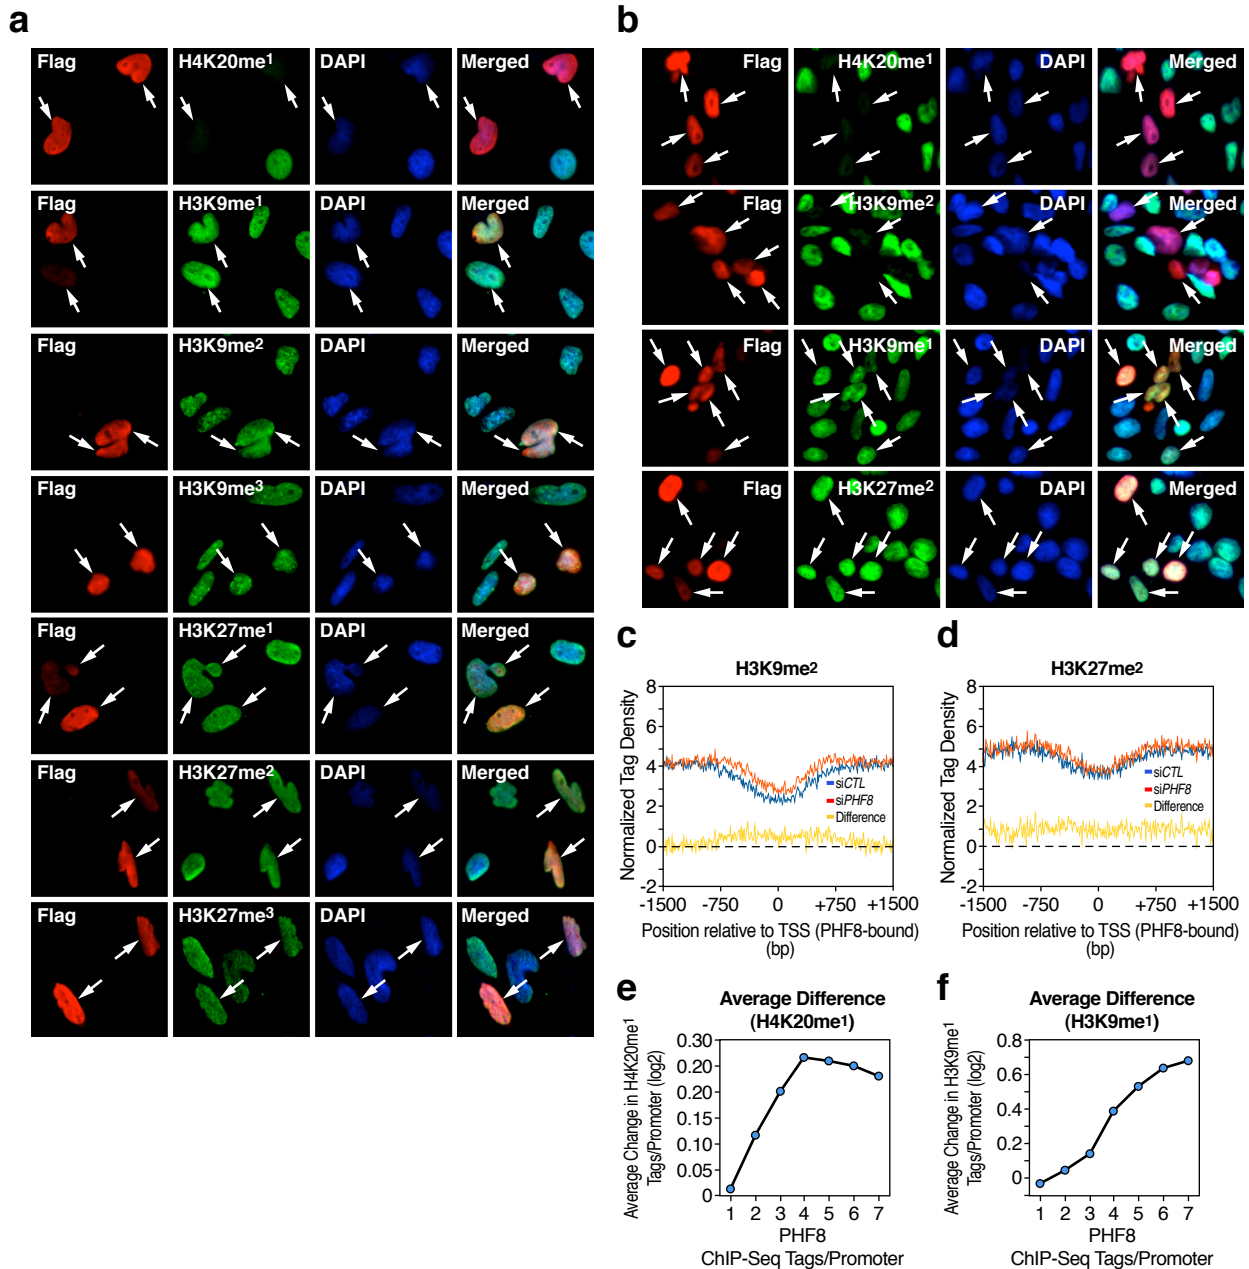 a
Flag H4K20me1 DAPI Merged
Flag H3K9me1 DAPI Merged
Flag H3K9me2 DAPI Merged
Flag H3K9me3 DAPI Merged
Flag H3K27me1 DAPI Merged
Flag H3K27me2 DAPI Merged
Flag H3K27me3 DAPI Merged
b
Flag H4K20me1 DAPI Merged
Flag H3K9me2 DAPI Merged
Flag H3K9me1 DAPI Merged
Flag H3K27me2 DAPI Merged
c
H3K9me2
Normalized Tag Density
8
6
4
2
0
-2
siCTL
siPHF8
Difference
-1500 -750 0 +750 +1500
Position relative to TSS (PHF8-bound)
(bp)
d
H3K27me2
Normalized Tag Density
8
6
4
2
0
-2
siCTL
siPHF8
Difference
-1500 -750 0 +750 +1500
Position relative to TSS (PHF8-bound)
(bp)
e
Average Difference
(H4K20me1)
Average Change in H4K20me1
Tags/Promoter (log2)
0.30
0.20
0.20
0.10
0.05
0
1 2 3 4 5 6 7
PHF8
ChIP-Seq Tags/Promoter
f
Average Difference
(H3K9me1)
Average Change in H3K9me1
Tags/Promoter (log2)
0.8
0.6
0.4
0.2
0
1 2 3 4 5 6 7
PHF8
ChIP-Seq Tags/Promoter